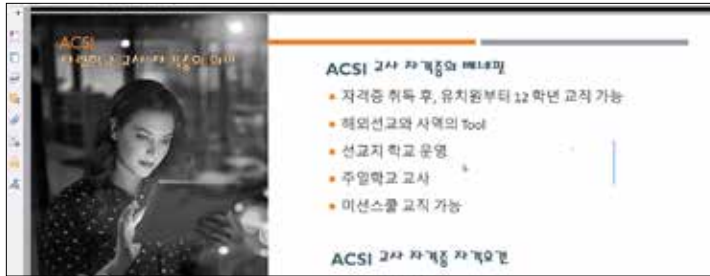 ACSI
ACSI 교사 자격증의 베네핏
자격증 취득 후, 유치원부터 12 학년 교직 가능
해외선교와 사역의 Tool
선교지 학교 운영
주일학교 교사
미션스쿨 교직 가능
ACSI 교사 자격증 자격요건